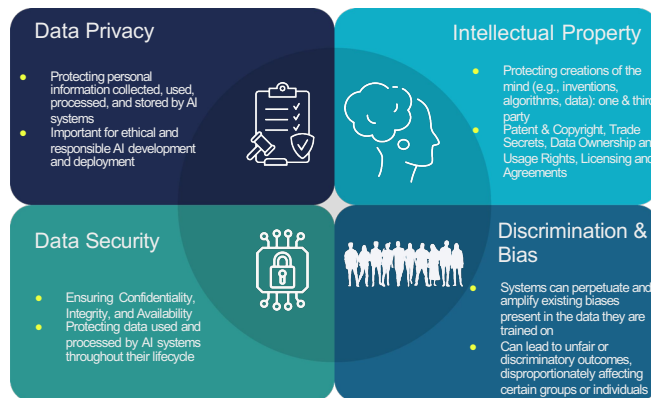 Data Privacy
● Protecting personal
information collected, used,
processed, and stored by AI
systems
● Important for ethical and
responsible AI development
and deployment
Intellectual Property
● Protecting creations of the
mind (e.g., inventions,
algorithms, data): one & third
party
● Patent & Copyright, Trade
Secrets, Data Ownership an
Usage Rights, Licensing and
Agreements
Data Security
● Ensuring Confidentiality,
Integrity, and Availability
● Protecting data used and
processed by AI systems
throughout their lifecycle
Discrimination &
Bias
● Systems can perpetuate and
amplify existing biases
present in the data they are
trained on
● Can lead to unfair or
discriminatory outcomes,
disproportionately affecting
certain groups or individuals